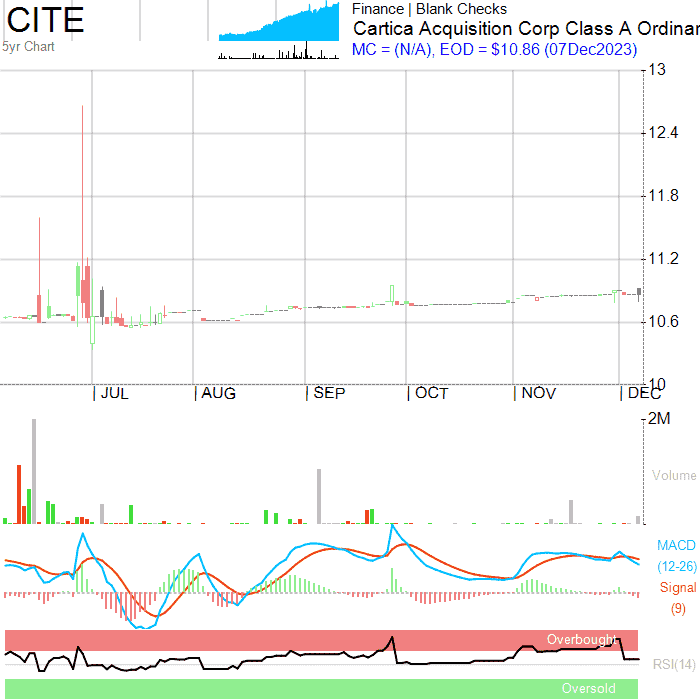 CITE
5yr Chart
Finance | Blank Checks
Cartica Acquisition Corp Class A Ordinar
MC = (N/A), EOD = $10.86 (07Dec2023)
13
12.4
11.8
11.2
10.6
10
JUL AUG SEP OCT NOV DEC
2M
Volume
MACD
(12-26)
Signal
(9)
Overbought
RSI(14)
Oversold